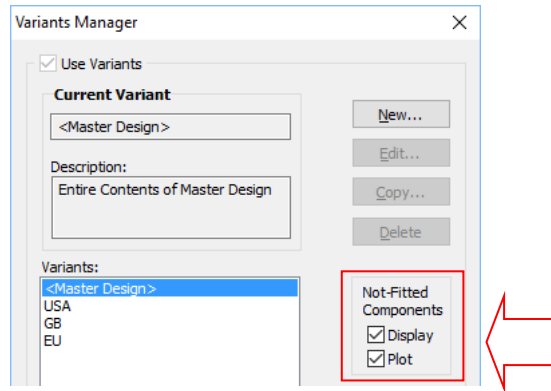 Variants Manager
Use Variants
Current Variant
<Master Design>
Description:
Entire Contents of Master Design
New...
Edit...
Copy...
Delete
Variants:
<Master Design>
USA
GB
EU
Not-Fitted
Components
Display
Plot